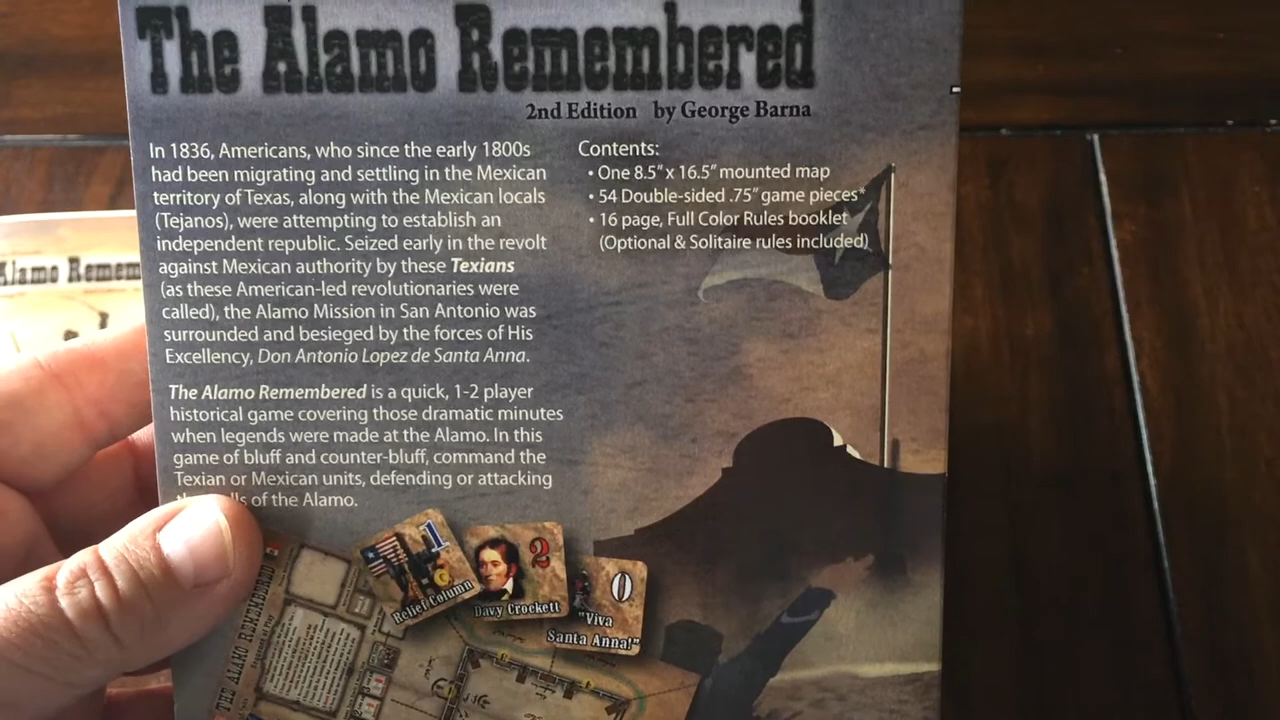 The Alamo Remembered
2nd Edition by George Barna
In 1836, Americans, who since the early 1800s
had been migrating and settling in the Mexican
territory of Texas, along with the Mexican locals
(Tejanos), were attempting to establish an
independent republic. Seized early in the revolt
against Mexican authority by these Texians
(as these American-led revolutionaries were
called), the Alamo Mission in San Antonio was
surrounded and besieged by the forces of His
Excellency, Don Antonio Lopez de Santa Anna.
The Alamo Remembered is a quick, 1-2 player
historical game covering those dramatic minutes
when legends were made at the Alamo. In this
game of bluff and counter-bluff, command the
Texian or Mexican units, defending or attacking
of the Alamo.
Contents:
• One 8.5" x 16.5" mounted map
• 54 Double-sided .75" game pieces*
• 16 page, Full Color Rules booklet
(Optional & Solitaire rules included)
Alamo Remem
1
Relief Column
2
Davy Crockett
0
"Viva
Santa Anna!"
THE ALAMO REMEMBERED
Sequence of Play